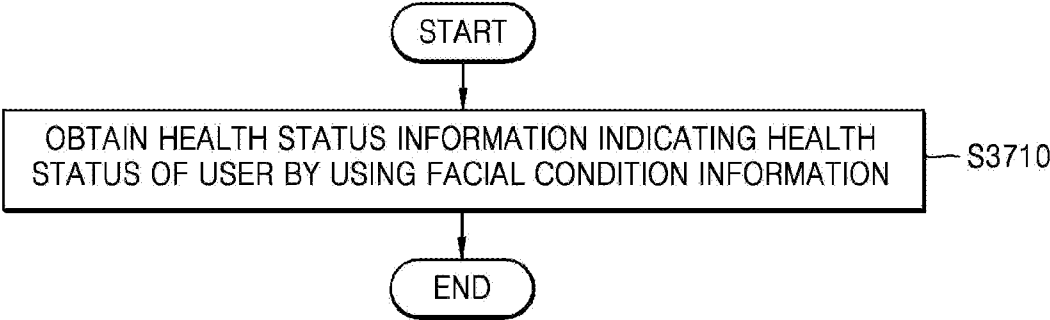 START
OBTAIN HEALTH STATUS INFORMATION INDICATING HEALTH
STATUS OF USER BY USING FACIAL CONDITION INFORMATION
S3710
END